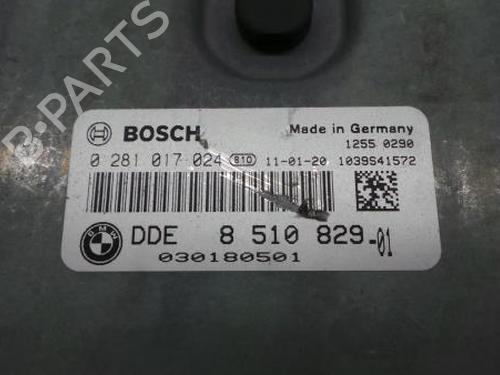 B-PARTS
BOSCH
Made in Germany
1255 0290
0 281 017 024 810 11-01-20 1039S41572
BMW
DDE 8 510 829-01
030180501